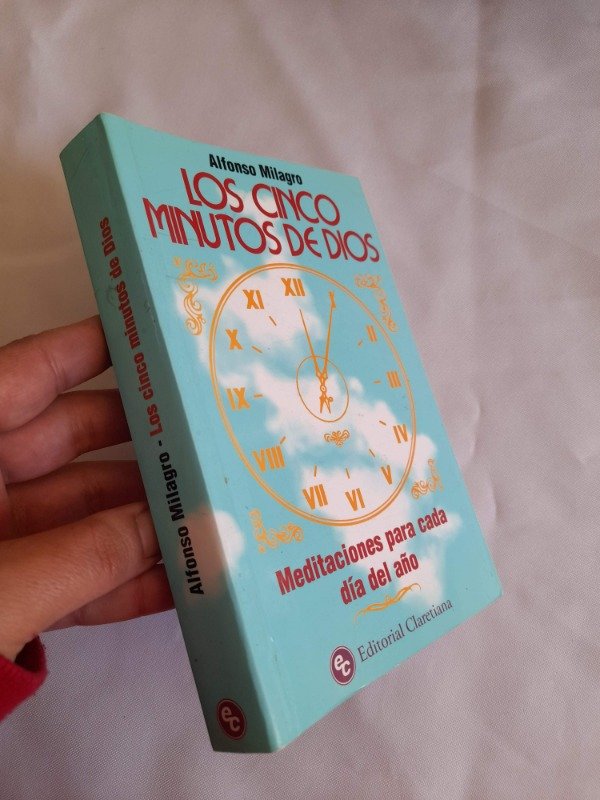 Alfonso Milagro
LOS CINCO
MINUTOS DE DIOS
XII
I
II
III
IV
V
VI
VII
VIII
IX
X
XI
Meditaciones para cada
día del año
ec Editorial Claretiana
Alfonso Milagro - Los cinco minutos de Dios
ec